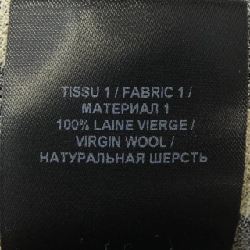 TISSU 1 / FABRIC 1 /
МАТЕРИАЛ 1
100% LAINE VIERGE /
VIRGIN WOOL /
НАТУРАЛЬНАЯ ШЕРСТЬ